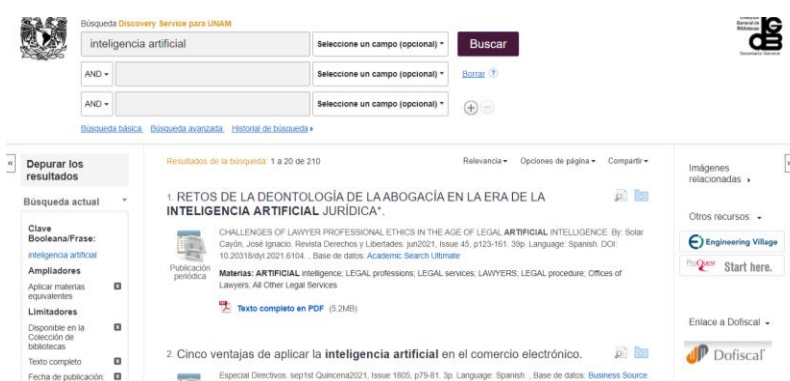 Búsqueda Discovery Service para UNAM
inteligencia artificial
Seleccione un campo (opcional)
Buscar
AND
Seleccione un campo (opcional)
Borrar ?
AND
Seleccione un campo (opcional)
Búsqueda básica Búsqueda avanzada Historial de búsqueda
Depurar los
resultados
Búsqueda actual
Clave
Booleana/Frase:
inteligencia artificial
Ampliadores
Aplicar materias
equivalentes
Limitadores
Disponible en la
Colección de
bibliotecas
Texto completo
Fecha de publicación:
Resultados de la búsqueda: 1 a 20 de 210
Relevancia Opciones de página Compartir
1. RETOS DE LA DEONTOLOGÍA DE LA ABOGACÍA EN LA ERA DE LA
INTELIGENCIA ARTIFICIAL JURÍDICA*.
CHALLENGES OF LAWYER PROFESSIONAL ETHICS IN THE AGE OF LEGAL ARTIFICIAL INTELLIGENCE. By: Solar
Cayón, José Ignacio. Revista Derechos y Libertades. jun2021, Issue 45, p123-161. 39p. Language: Spanish. DOI:
10.20318/dyl.2021.6104. , Base de datos: Academic Search Ultimate
Publicación
periódica
Materias: ARTIFICIAL intelligence; LEGAL professions; LEGAL services; LAWYERS; LEGAL procedure; Offices of
Lawyers; All Other Legal Services
Texto completo en PDF (5.2MB)
2. Cinco ventajas de aplicar la inteligencia artificial en el comercio electrónico.
Especial Directivos. sep1st Quincena2021, Issue 1805, p79-81. 3p. Language: Spanish. , Base de datos: Business Source
Imágenes
relacionadas
Otros recursos:
Engineering Village
ProQuest Start here.
Enlace a Dofiscal
Dofiscal